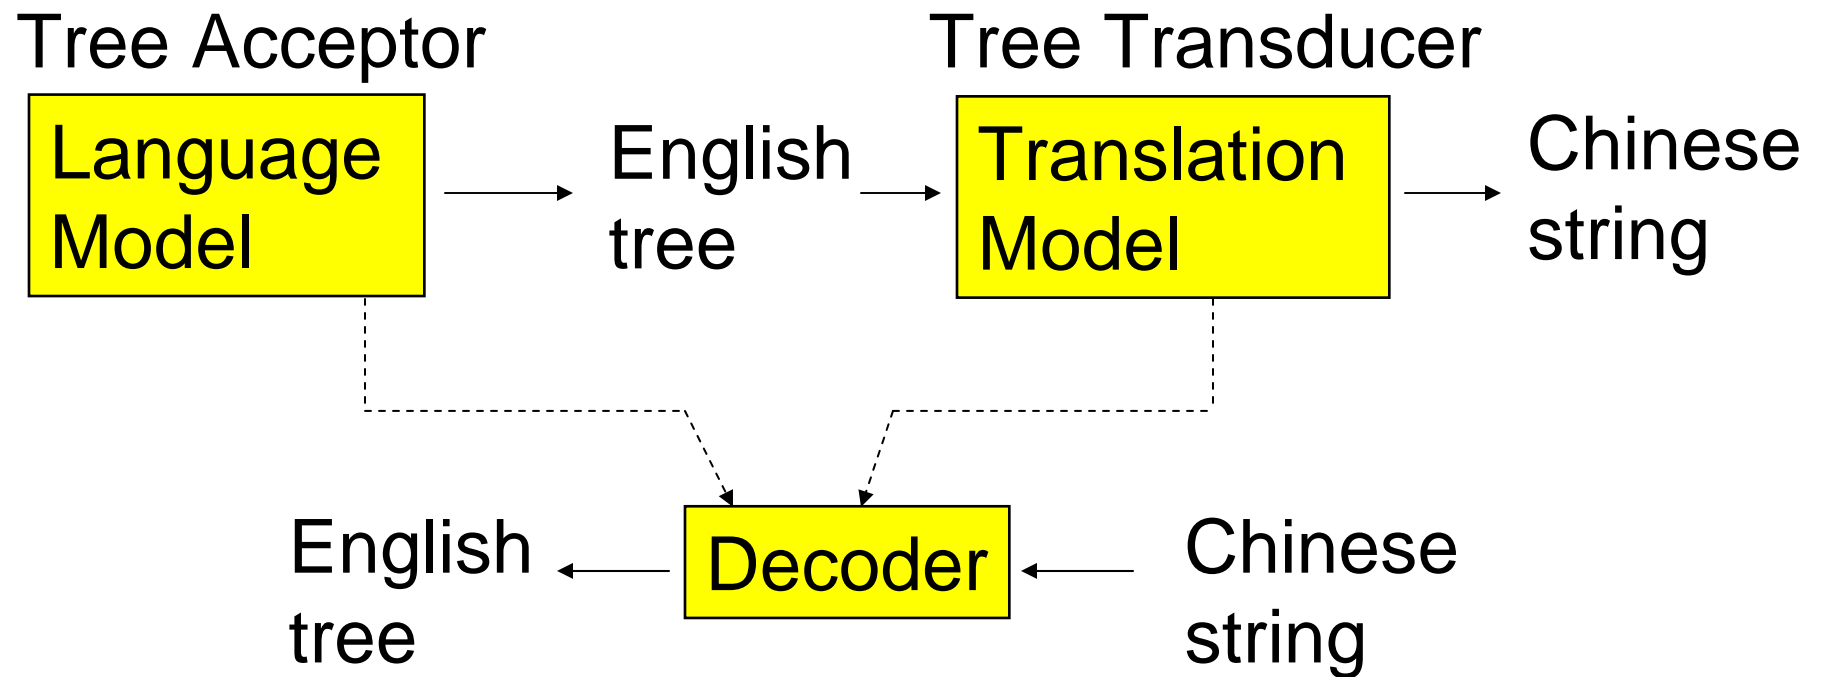 Tree Acceptor
Tree Transducer
Language
Model
English
tree
Translation
Model
Chinese
string
English
tree
Decoder
Chinese
string